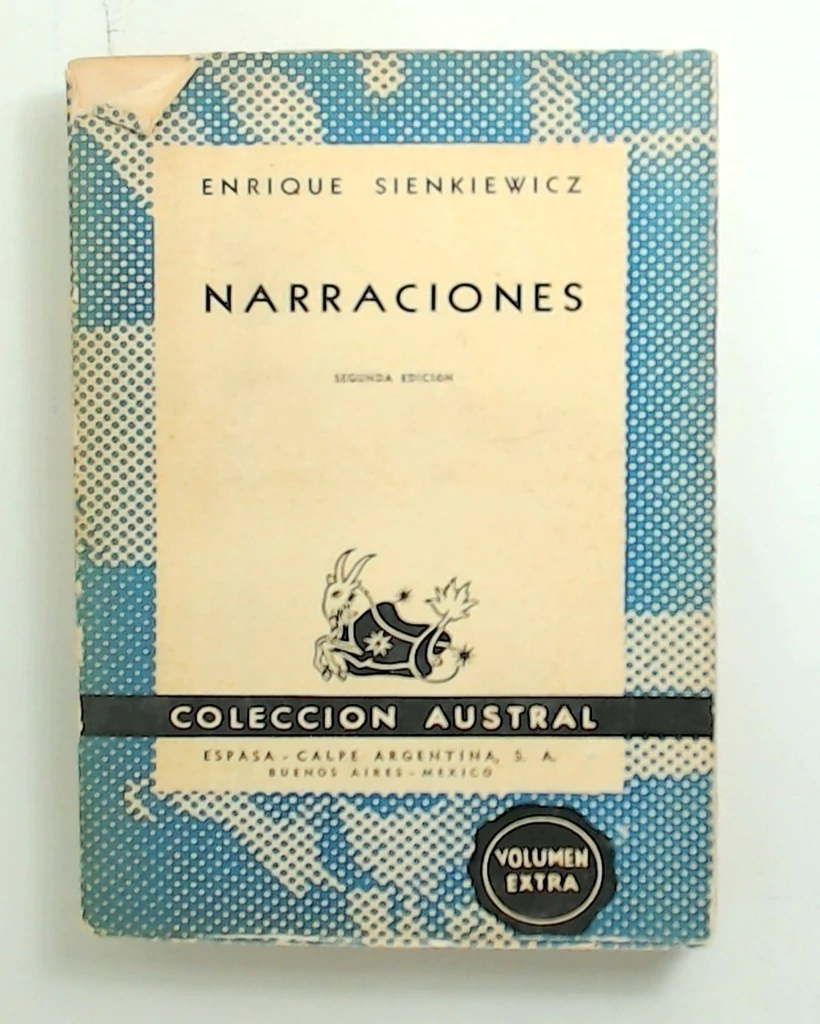 ENRIQUE SIENKIEWICZ
NARRACIONES
SEGUNDA EDICION
COLECCION AUSTRAL
ESPASA - CALPE ARGENTINA, S. A.
BUENOS AIRES - MEXICO
VOLUMEN
EXTRA